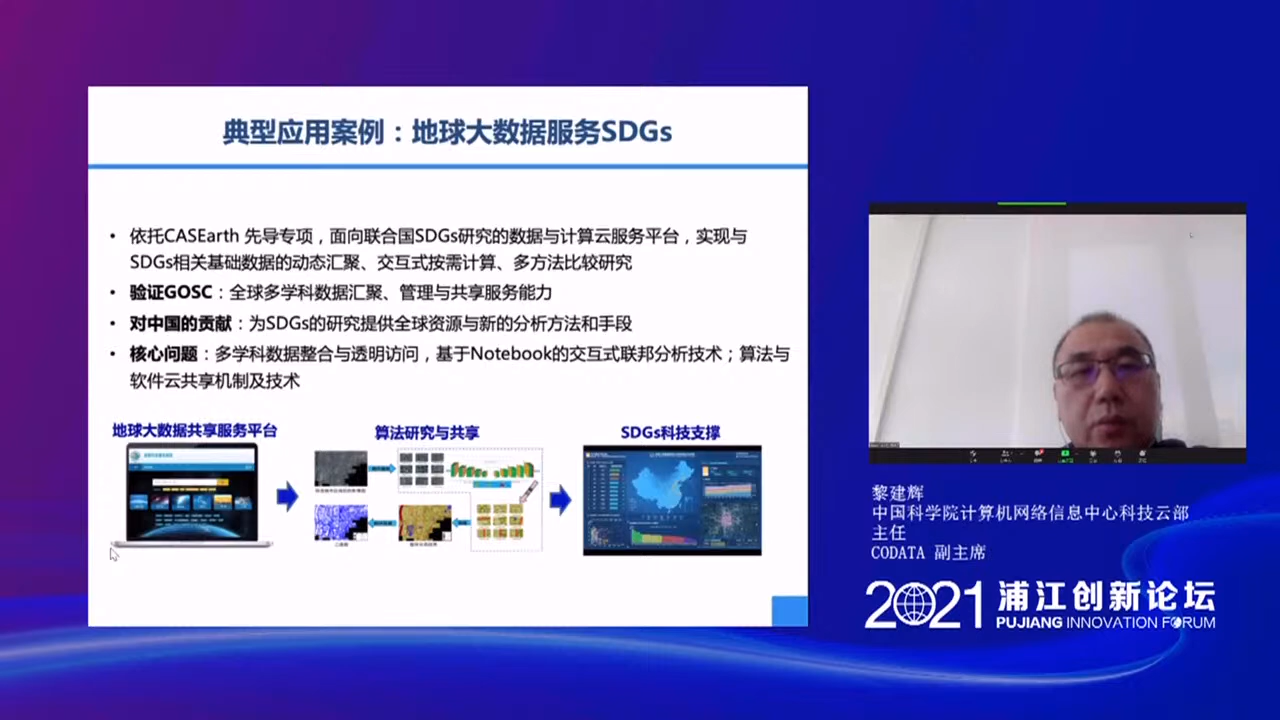 典型应用案例：地球大数据服务SDGs
• 依托CASEarth 先导专项，面向联合国SDGs研究的数据与计算云服务平台，实现与
SDGs相关基础数据的动态汇聚、交互式按需计算、多方法比较研究
• 验证GOSC：全球多学科数据汇聚、管理与共享服务能力
• 对中国的贡献：为SDGs的研究提供全球资源与新的分析方法和手段
• 核心问题：多学科数据整合与透明访问，基于Notebook的交互式联邦分析技术；算法与
软件云共享机制及技术
地球大数据共享服务平台
算法研究与共享
SDGs科技支撑
黎建辉
中国科学院计算机网络信息中心科技云部
主任
CODATA 副主席
2021 浦江创新论坛
PUJIANG INNOVATION FORUM